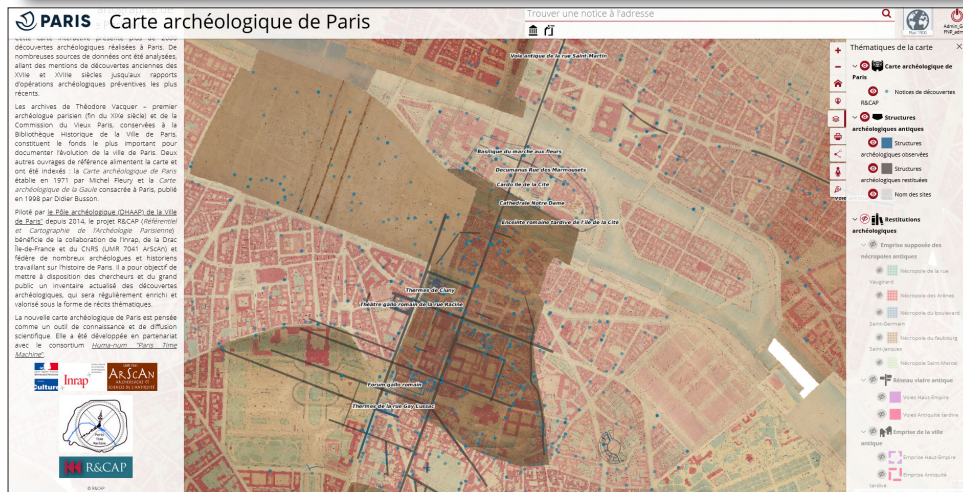 PARIS
Carte archéologique de Paris
Trouver une notice à l'adresse
Plan 1900
découvertes archéologiques réalisées à Paris. De
nombreuses sources de données ont été analysées,
allant des mentions de découvertes anciennes des
XVIIe et XVIIIe siècles jusqu'aux rapports
d'opérations archéologiques préventives les plus
récents.
Les archives de Théodore Vacquer – premier
archéologue parisien (fin du XIXe siècle) et de la
Commission du Vieux Paris, conservées à la
Bibliothèque Historique de la Ville de Paris,
constituent le fonds le plus important pour
documenter l'évolution de la ville de Paris. Deux
autres ouvrages de référence alimentent la carte et
ont été indexés : la Carte archéologique de Paris
établie en 1971 par Michel Fleury et la Carte
archéologique de la Gaule consacrée à Paris, publié
en 1998 par Didier Busson.
Piloté par le Pôle archéologique (DHAAP) de la Ville
de Paris" depuis 2014, le projet R&CAP (Référentiel
et Cartographie de l'Archéologie Parisienne)
bénéficie de la collaboration de l'Inrap, de la Drac
Île-de-France et du CNRS (UMR 7041 ArScAn) et
fédère de nombreux archéologues et historiens
travaillant sur l'histoire de Paris. Il a pour objectif de
mettre à disposition des chercheurs et du grand
public un inventaire actualisé des découvertes
archéologiques, qui sera régulièrement enrichi et
valorisé sous la forme de récits thématiques.
La nouvelle carte archéologique de Paris est pensée
comme un outil de connaissance et de diffusion
scientifique. Elle a été développée en partenariat
avec le consortium Huma-num "Paris Time
Machine".
Culture
Inrap
ARSCAN
Paris
Time
Machine
R&CAP
© R&CAP
Voie antique de la rue Saint-Martin
Basilique du marche aux fleurs
Decumanus Rue des Marmousets
Cardo Ile de la Cite
Cathedrale Notre Dame
Enceinte romaine tardive de l'Ile de la Cite
Thermes de Cluny
Théâtre gallo romain de la rue Racine
Forum gallo romain
Thermes de la rue Gay Lussac
Thématiques de la carte
Carte archéologique de
Paris
Notices de découvertes
R&CAP
Structures
archéologiques antiques
Structures
archéologiques observées
Structures
archéologiques restituées
Nom des sites
Restitutions
archéologiques
Emprise supposée des
nécropoles antiques
Nécropole de la rue
Vaugirard
Nécropole des Arènes
Nécropole du boulevard
Saint-Germain
Nécropole du faubourg
Saint-Jacques
Nécropole Saint-Marcel
Réseau viaire antique
Voies Haut-Empire
Voies Antiquité tardive
Emprise de la ville
antique
Emprise Haut-Empire
Emprise Antiquité
tardive